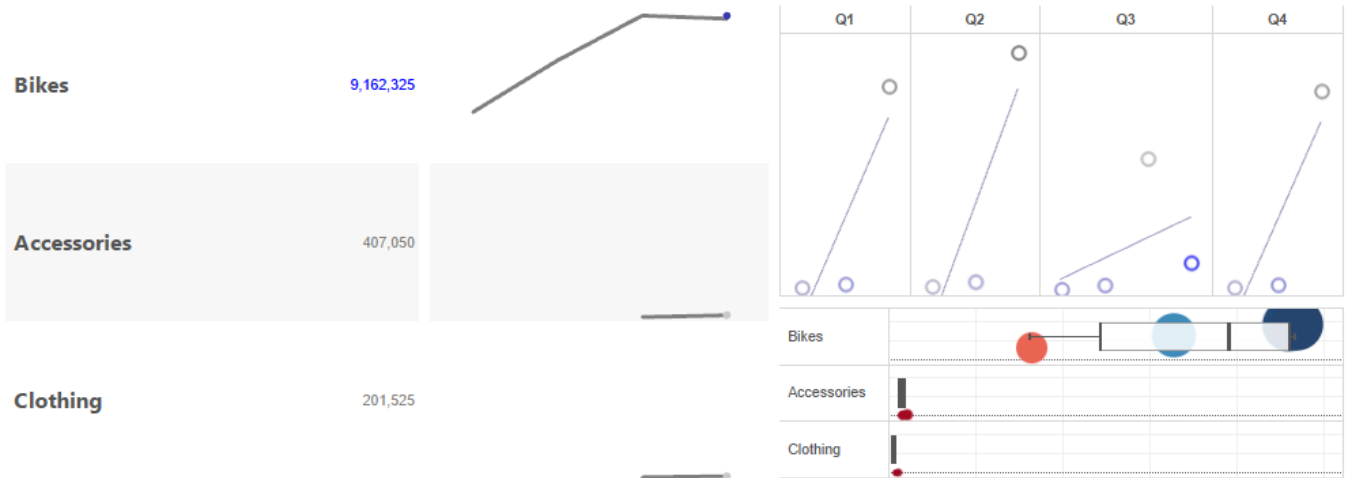 Bikes 9,162,325
Accessories 407,050
Clothing 201,525
Q1 Q2 Q3 Q4
Bikes
Accessories
Clothing